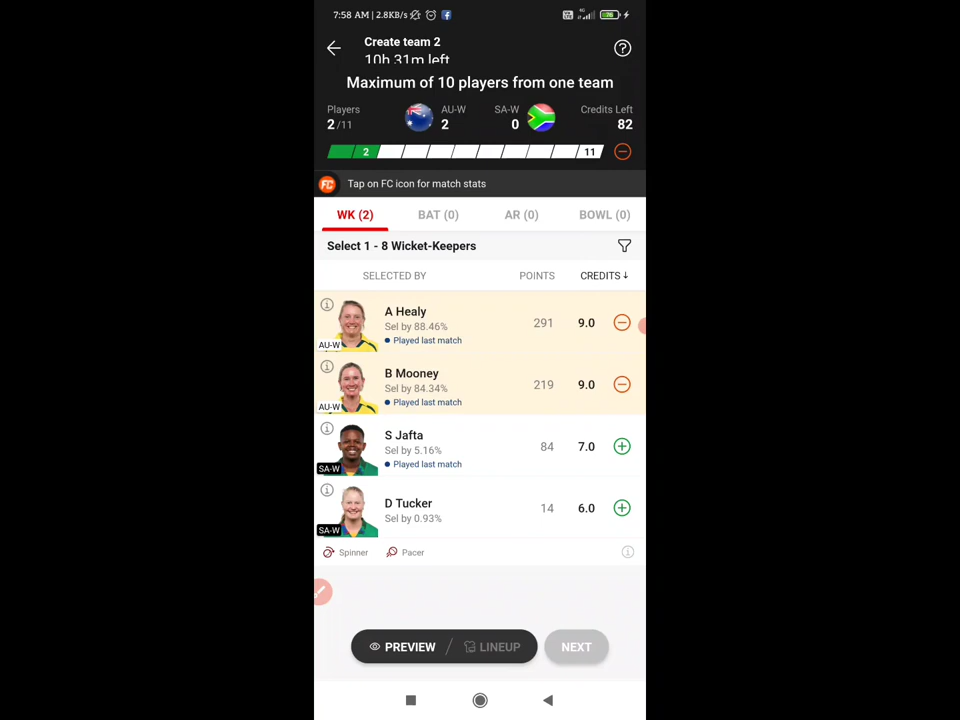 7:58 AM | 2.8KB/s
4G
76
Create team 2
10h 31m left
Maximum of 10 players from one team
Players AU-W SA-W Credits Left
2/11 2 0 82
2 11
FC Tap on FC icon for match stats
WK (2) BAT (0) AR (0) BOWL (0)
Select 1 - 8 Wicket-Keepers
SELECTED BY POINTS CREDITS ↓
A Healy
Sel by 88.46%
291 9.0
Played last match
AU-W
B Mooney
Sel by 84.34%
219 9.0
Played last match
AU-W
S Jafta
Sel by 5.16%
84 7.0
Played last match
SA-W
D Tucker
Sel by 0.93%
14 6.0
SA-W
Spinner Pacer
PREVIEW / LINEUP NEXT